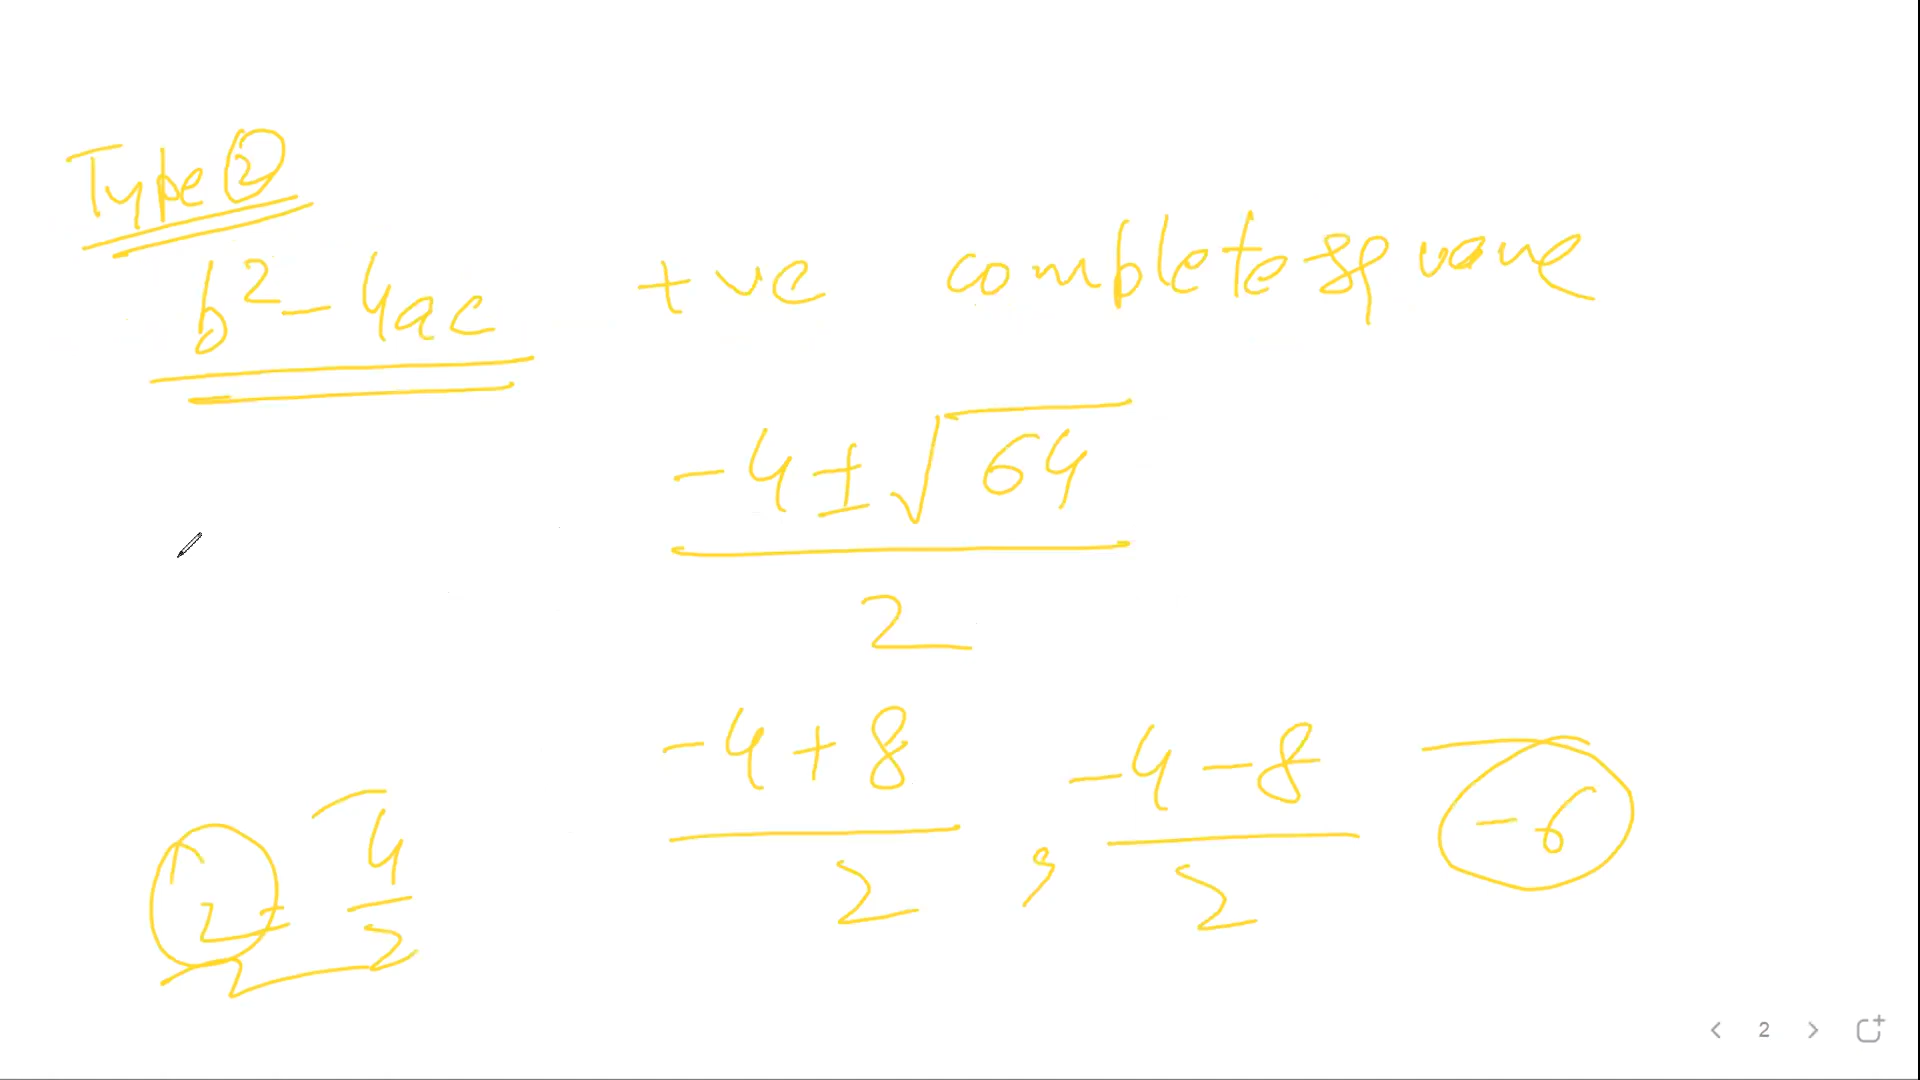 Type 2
b² - 4ac +ve complete square
-4 ± √64
2
-4 + 8
2
, -4 - 8
2
-6
2 = 4
2
2